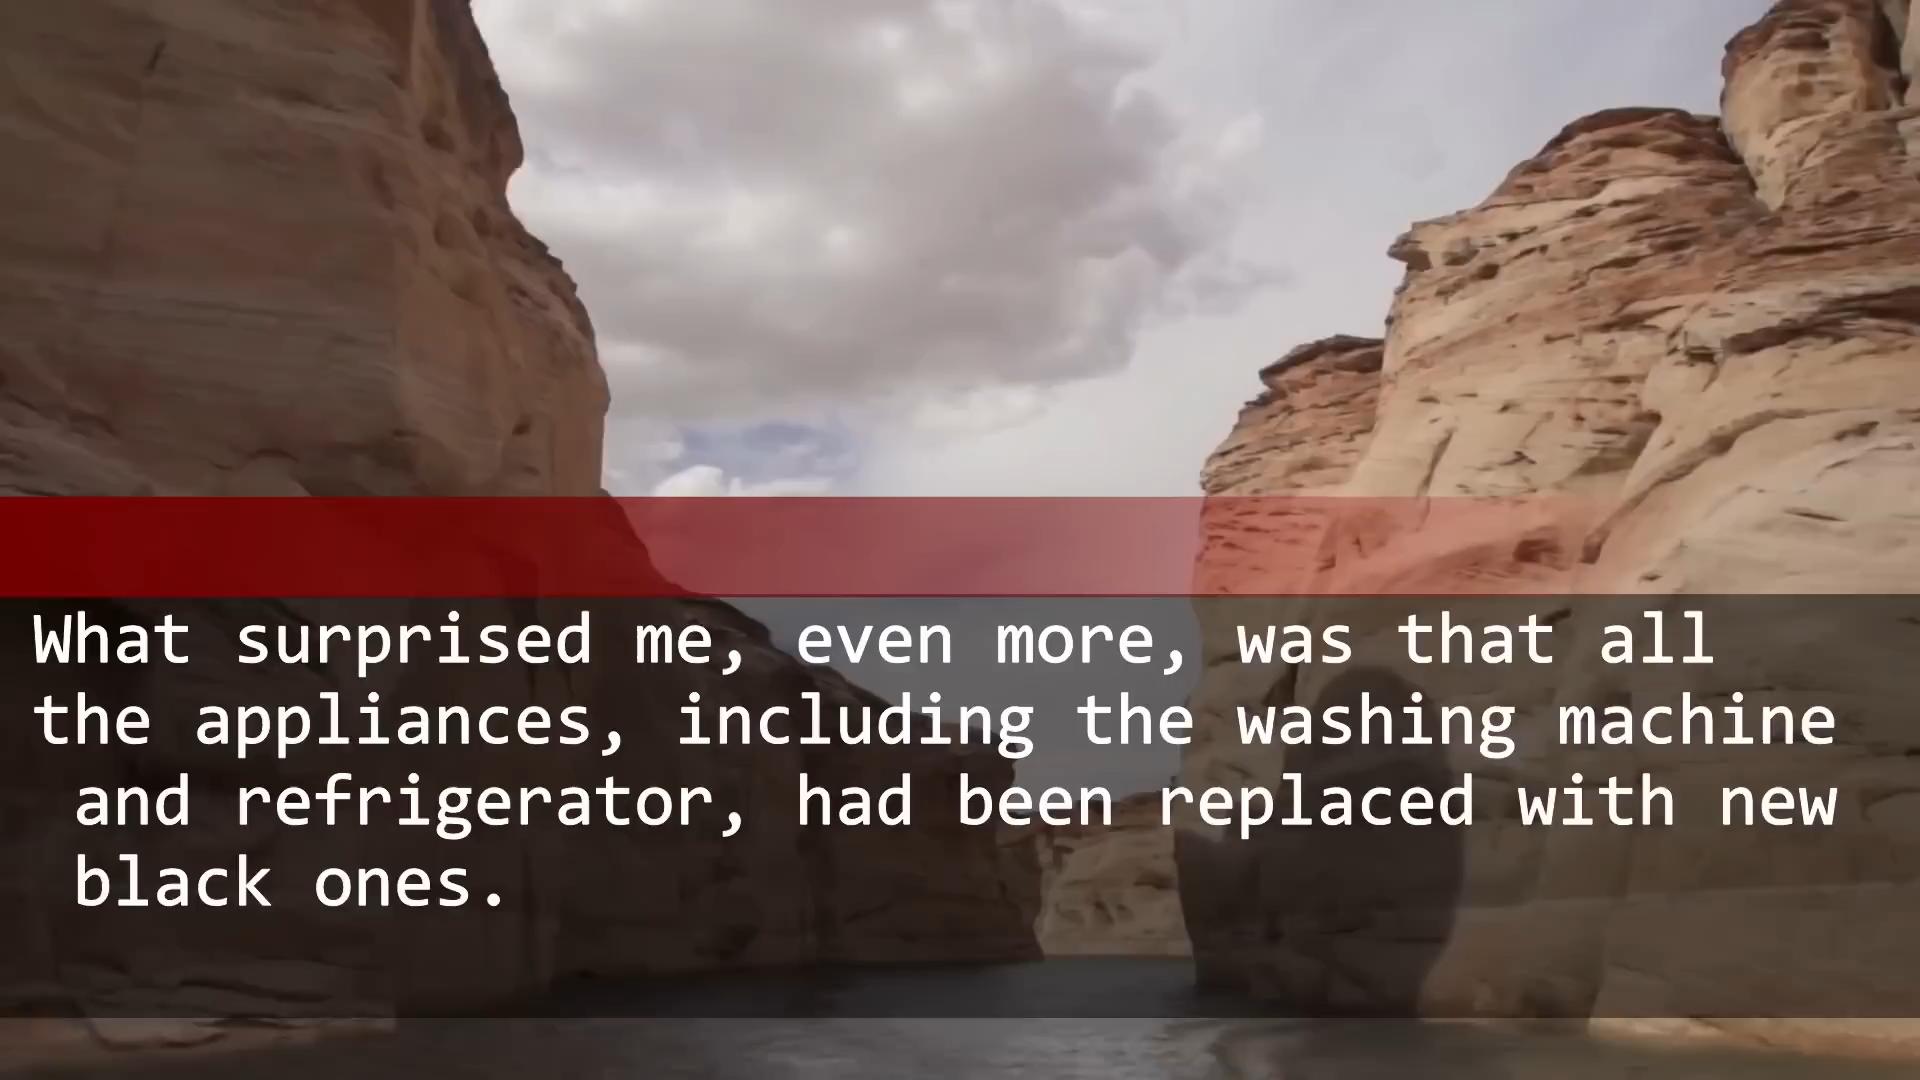 What surprised me, even more, was that all
the appliances, including the washing machine
and refrigerator, had been replaced with new
black ones.